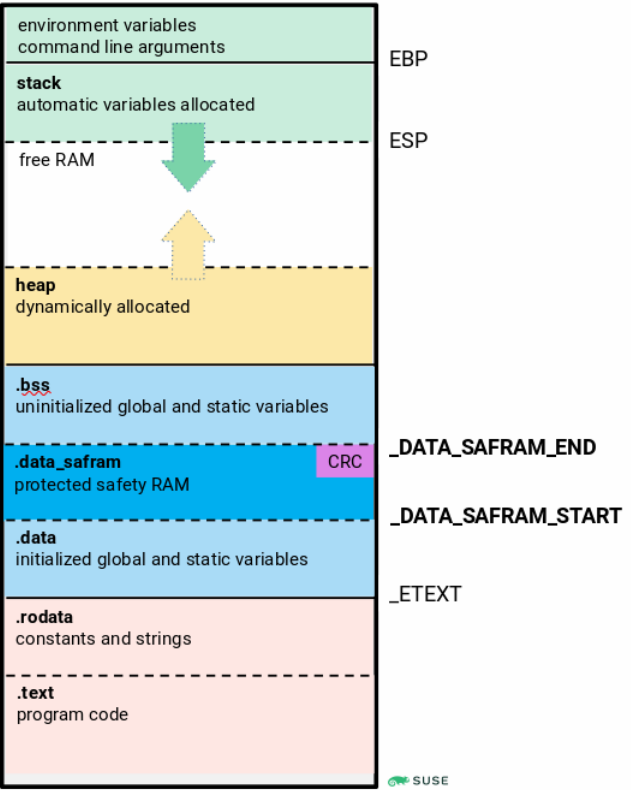 environment variables
command line arguments
EBP
stack
automatic variables allocated
ESP
free RAM
heap
dynamically allocated
.bss
uninitialized global and static variables
_DATA_SAFRAM_END
.data_safram
CRC
protected safety RAM
_DATA_SAFRAM_START
.data
initialized global and static variables
_ETEXT
.rodata
constants and strings
.text
program code
SUSE